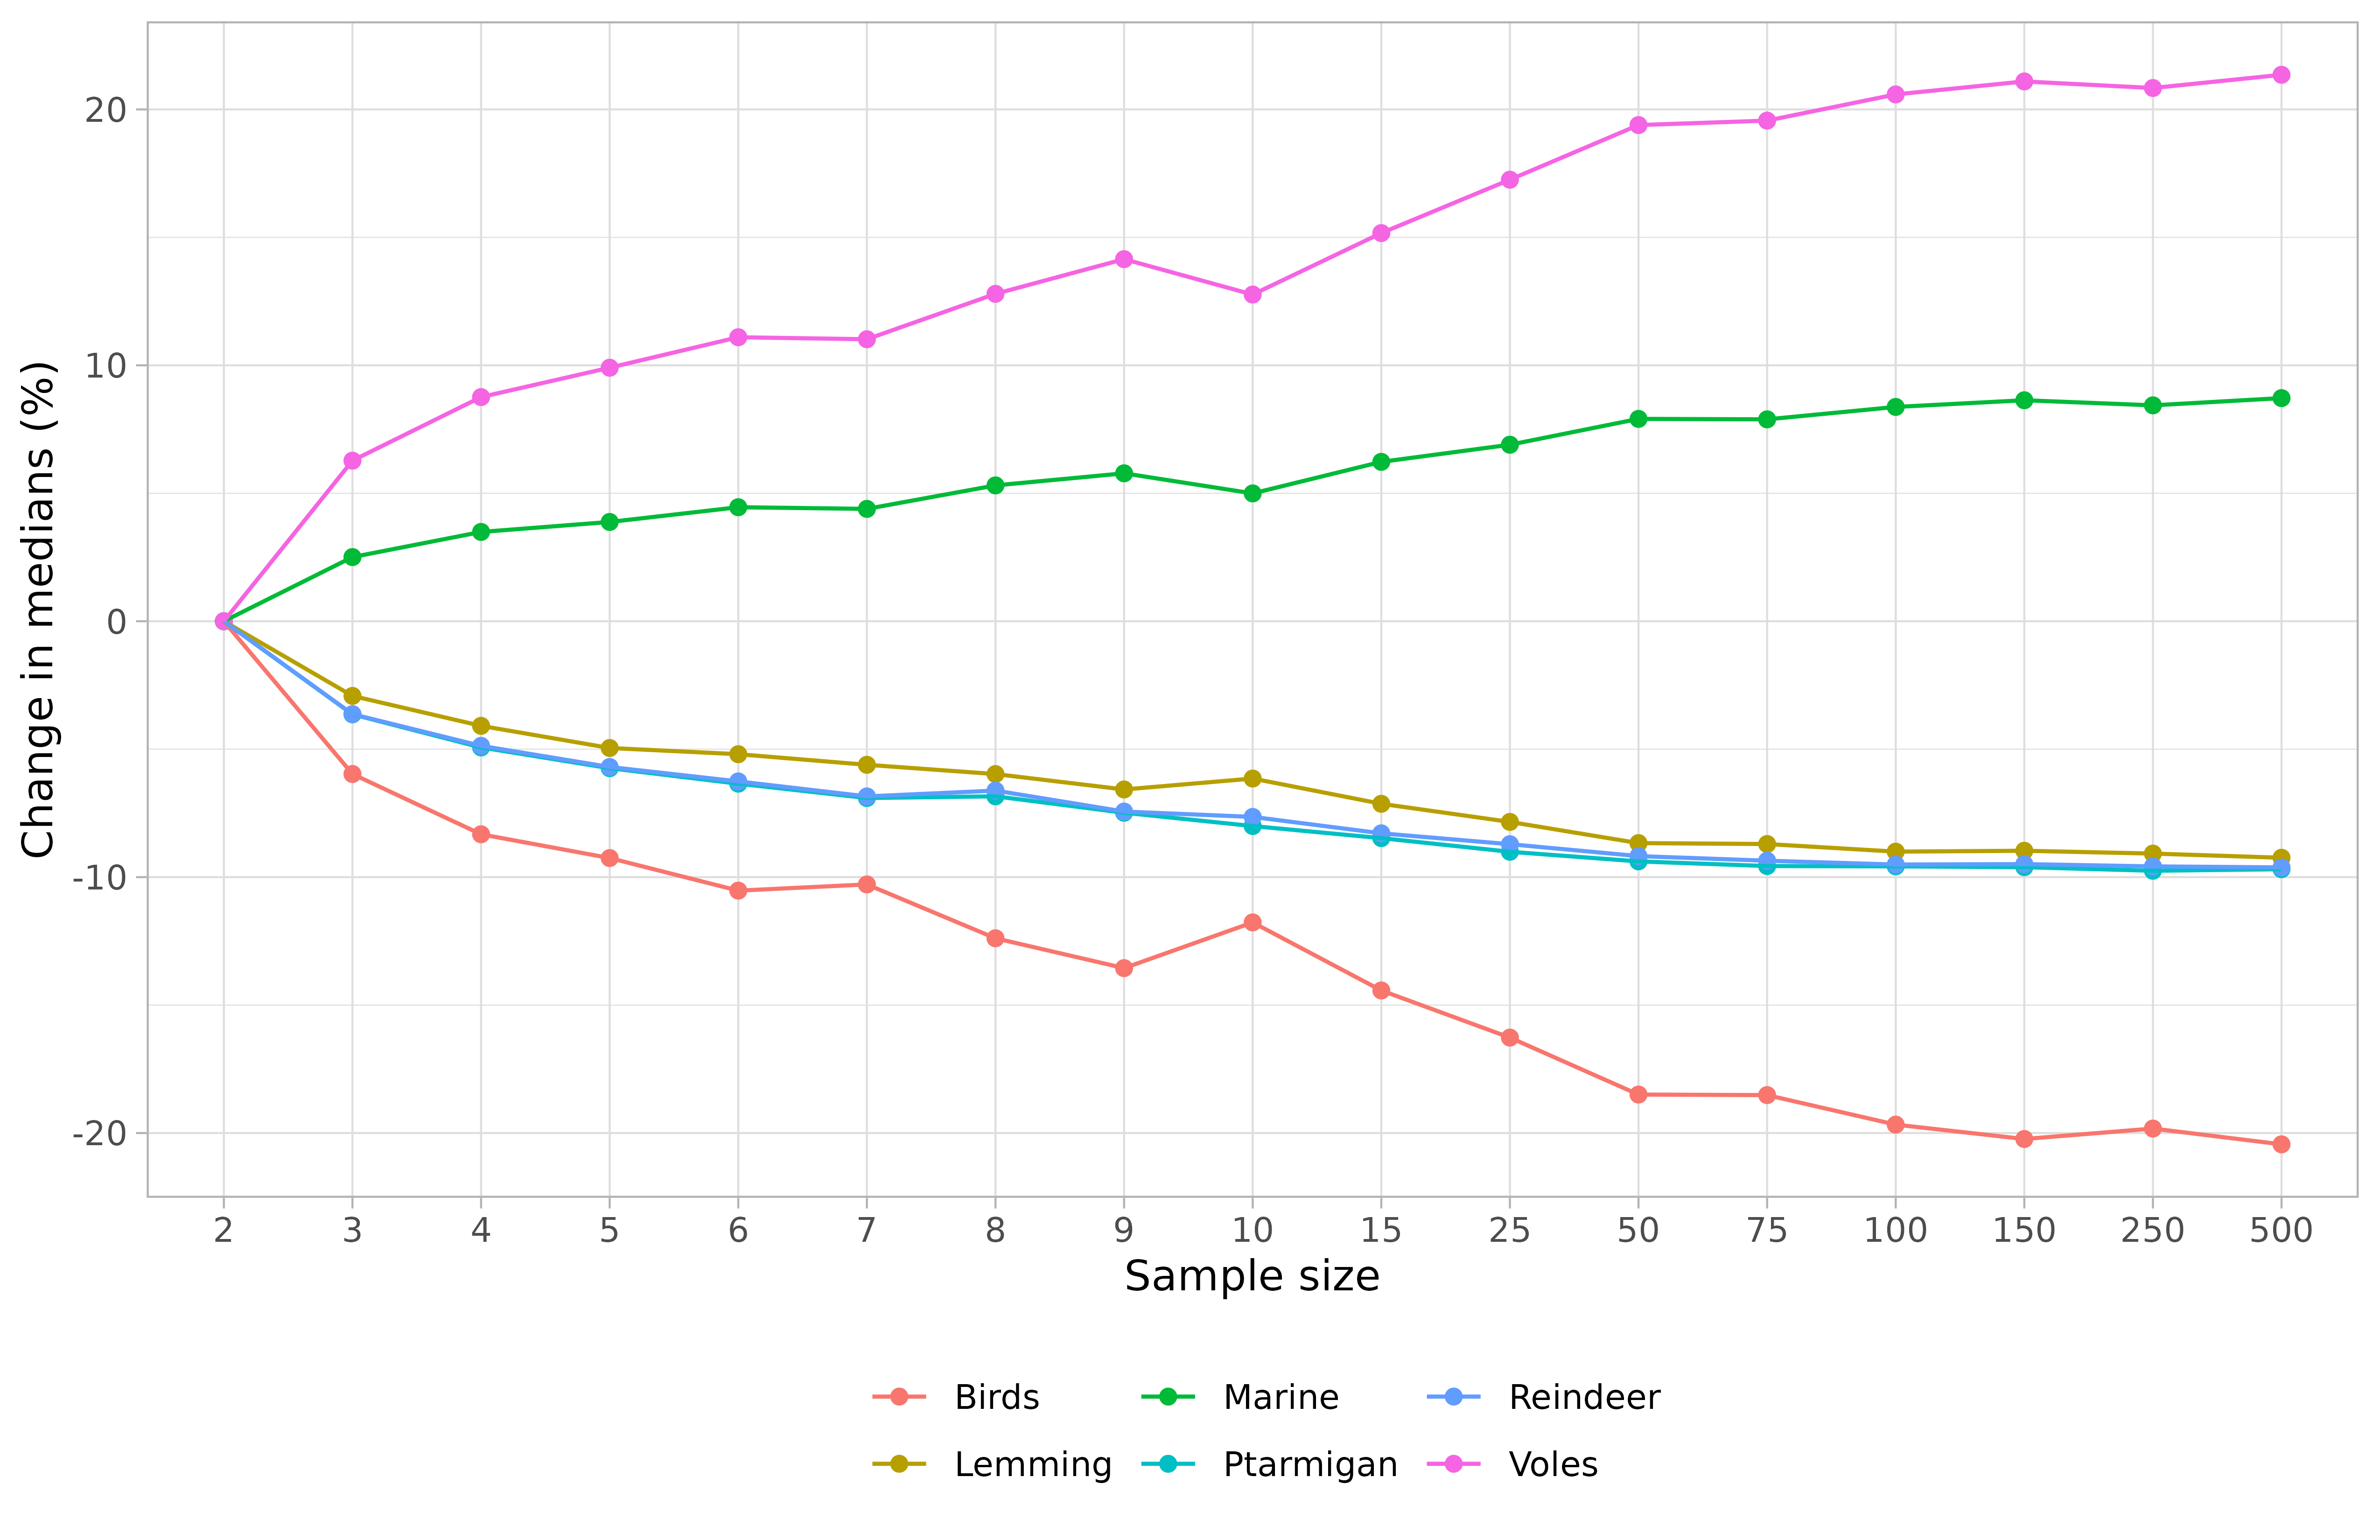 Change in medians (%)
20
10
0
-10
-20
2 3 4 5 6 7 8 9 10 15 25 50 75 100 150 250 500
Sample size
Birds Marine Reindeer
Lemming Ptarmigan Voles